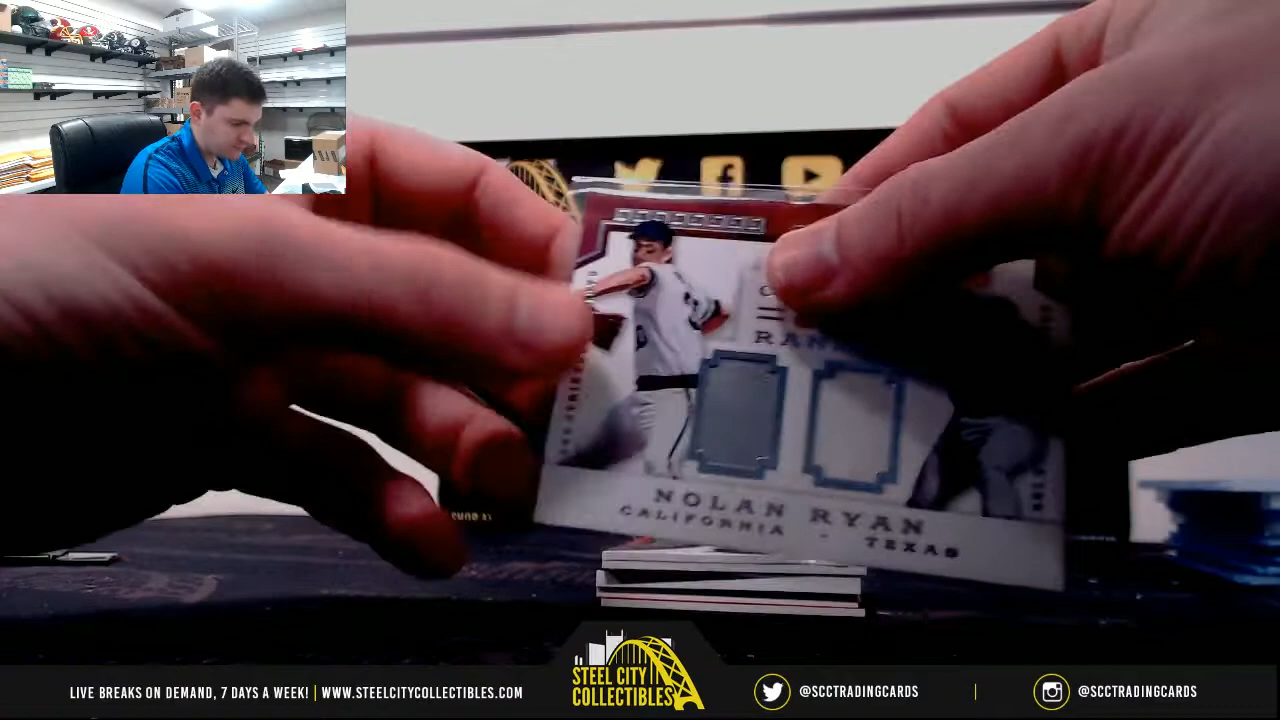 NOLAN RYAN
CALIFORNIA - TEXAS
LIVE BREAKS ON DEMAND, 7 DAYS A WEEK! | WWW.STEELCITYCOLLECTIBLES.COM
STEEL CITY
COLLECTIBLES
@SCCTRADINGCARDS
@SCCTRADINGCARDS